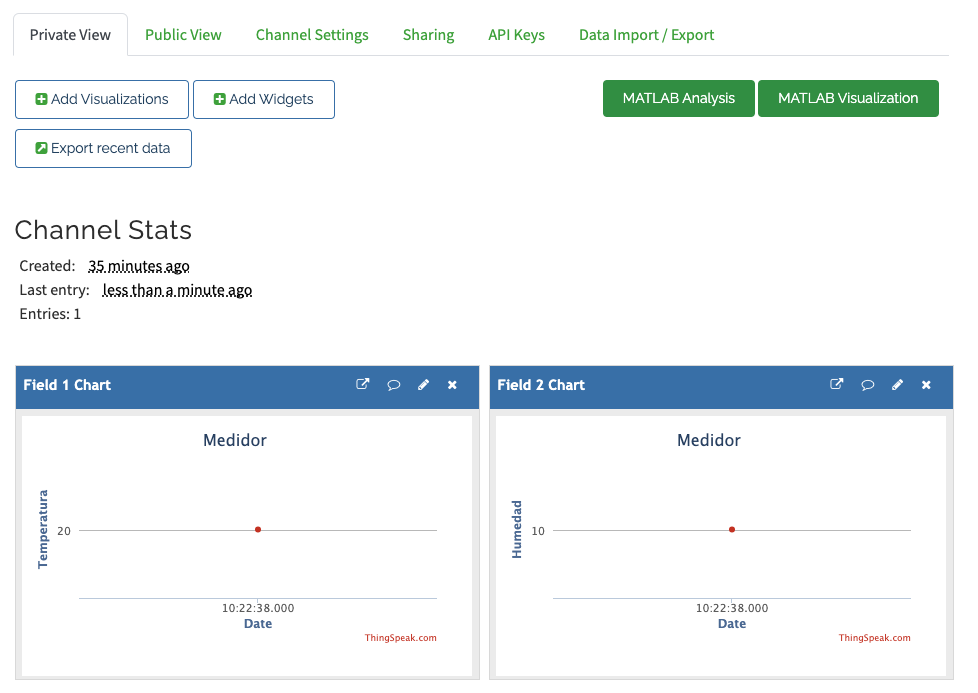 Private View Public View Channel Settings Sharing API Keys Data Import / Export
Add Visualizations Add Widgets MATLAB Analysis MATLAB Visualization
Export recent data
Channel Stats
Created: 35 minutes ago
Last entry: less than a minute ago
Entries: 1
Field 1 Chart
Medidor
Temperatura
20
10:22:38.000
Date
ThingSpeak.com
Field 2 Chart
Medidor
Humedad
10
10:22:38.000
Date
ThingSpeak.com